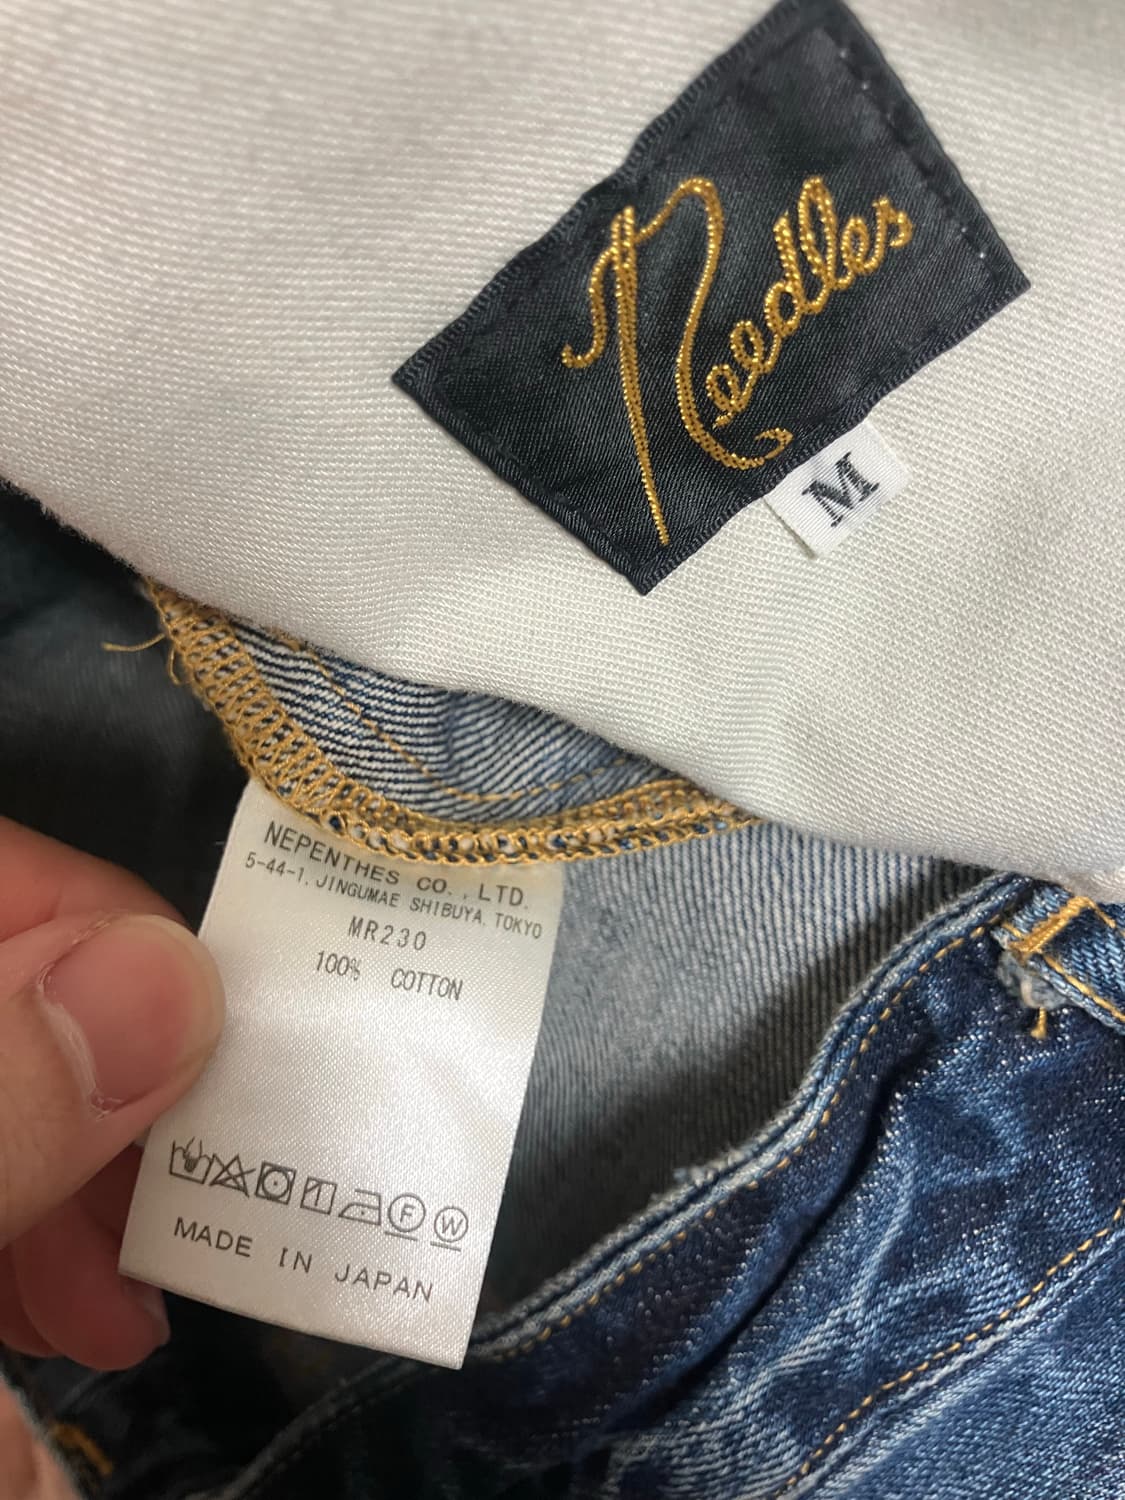 Needles
M
NEPENTHES CO., LTD.
5-44-1, JINGUMAE SHIBUYA, TOKYO
MR230
100% COTTON
F W
MADE IN JAPAN